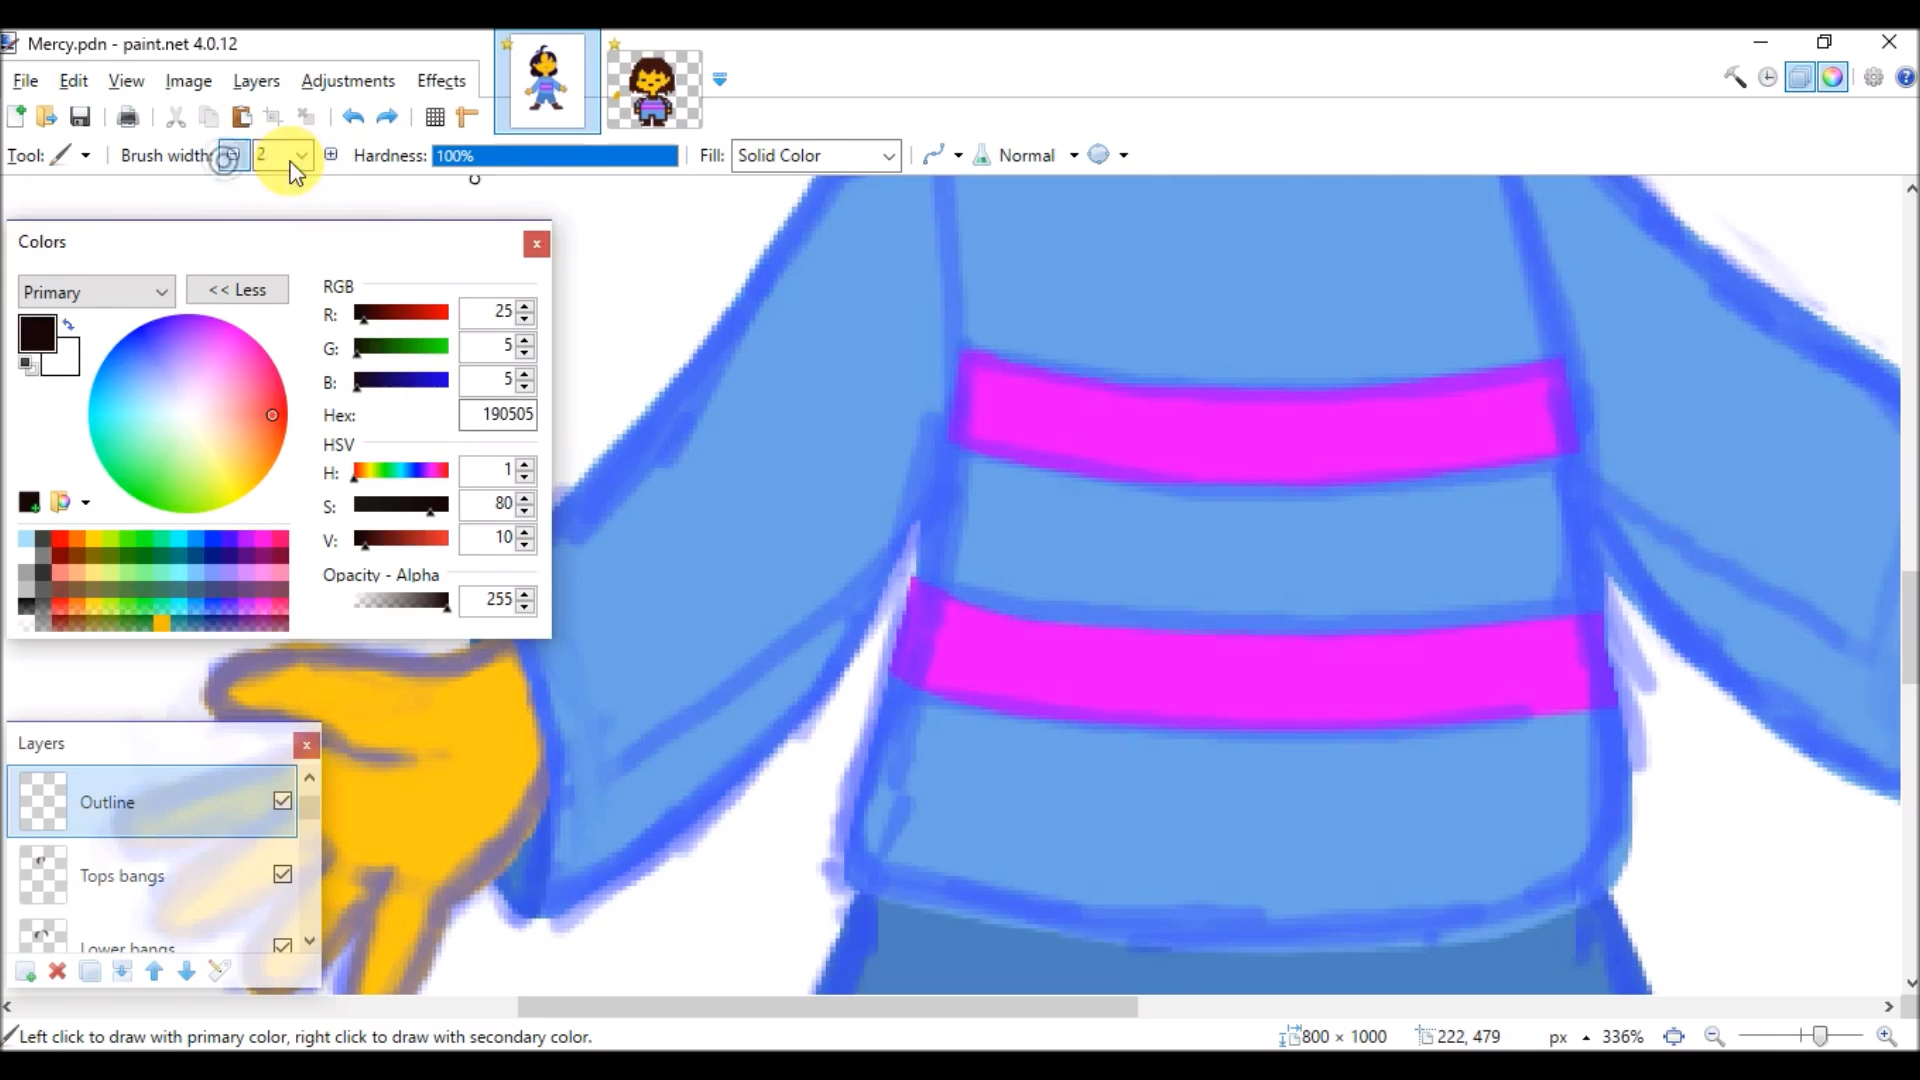 Mercy.pdn - paint.net 4.0.12
File Edit View Image Layers Adjustments Effects
Tool: Brush width: 2 Hardness: 100% Fill: Solid Color Normal
Colors
Primary << Less
RGB
R: 25
G: 5
B: 5
Hex: 190505
HSV
H: 1
S: 80
V: 10
Opacity - Alpha
255
Layers
Outline
Tops bangs
Lower bangs
Left click to draw with primary color, right click to draw with secondary color. 800 × 1000 222, 479 px 336%